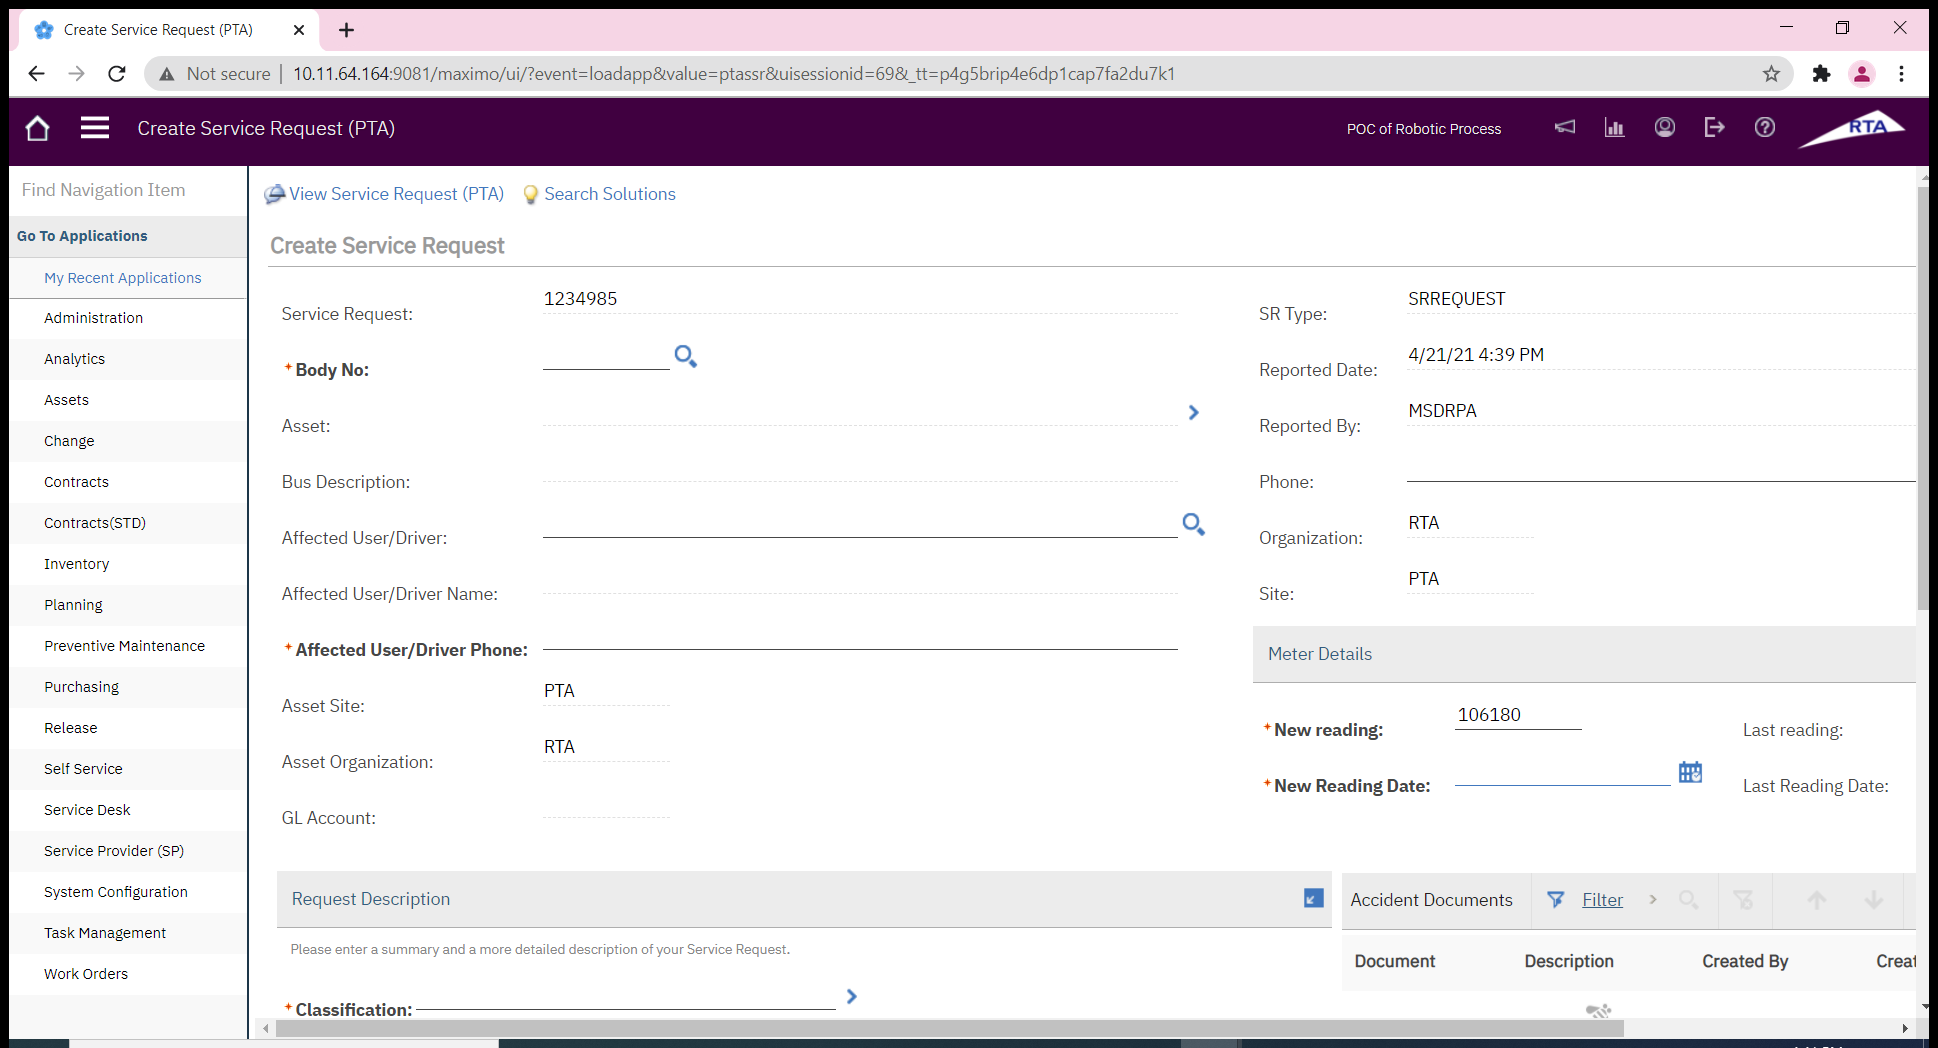 Create Service Request (PTA)
Not secure | 10.11.64.164:9081/maximo/ui/?event=loadapp&value=ptassr&uisessionid=69&_tt=p4g5brip4e6dp1cap7fa2du7k1
Create Service Request (PTA)
POC of Robotic Process
RTA
Find Navigation Item
Go To Applications
My Recent Applications
Administration
Analytics
Assets
Change
Contracts
Contracts(STD)
Inventory
Planning
Preventive Maintenance
Purchasing
Release
Self Service
Service Desk
Service Provider (SP)
System Configuration
Task Management
Work Orders
View Service Request (PTA) Search Solutions
Create Service Request
Service Request: 1234985
*Body No:
Asset:
Bus Description:
Affected User/Driver:
Affected User/Driver Name:
*Affected User/Driver Phone:
Asset Site: PTA
Asset Organization: RTA
GL Account:
SR Type: SRREQUEST
Reported Date: 4/21/21 4:39 PM
Reported By: MSDRPA
Phone:
Organization: RTA
Site: PTA
Meter Details
*New reading: 106180 Last reading:
*New Reading Date: Last Reading Date:
Request Description
Please enter a summary and a more detailed description of your Service Request.
*Classification:
Accident Documents Filter
Document Description Created By Creat